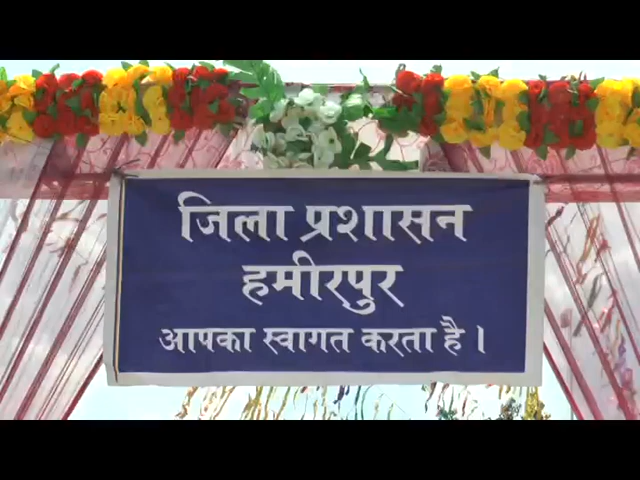 जिला प्रशासन
हमीरपुर
आपका स्वागत करता है ।